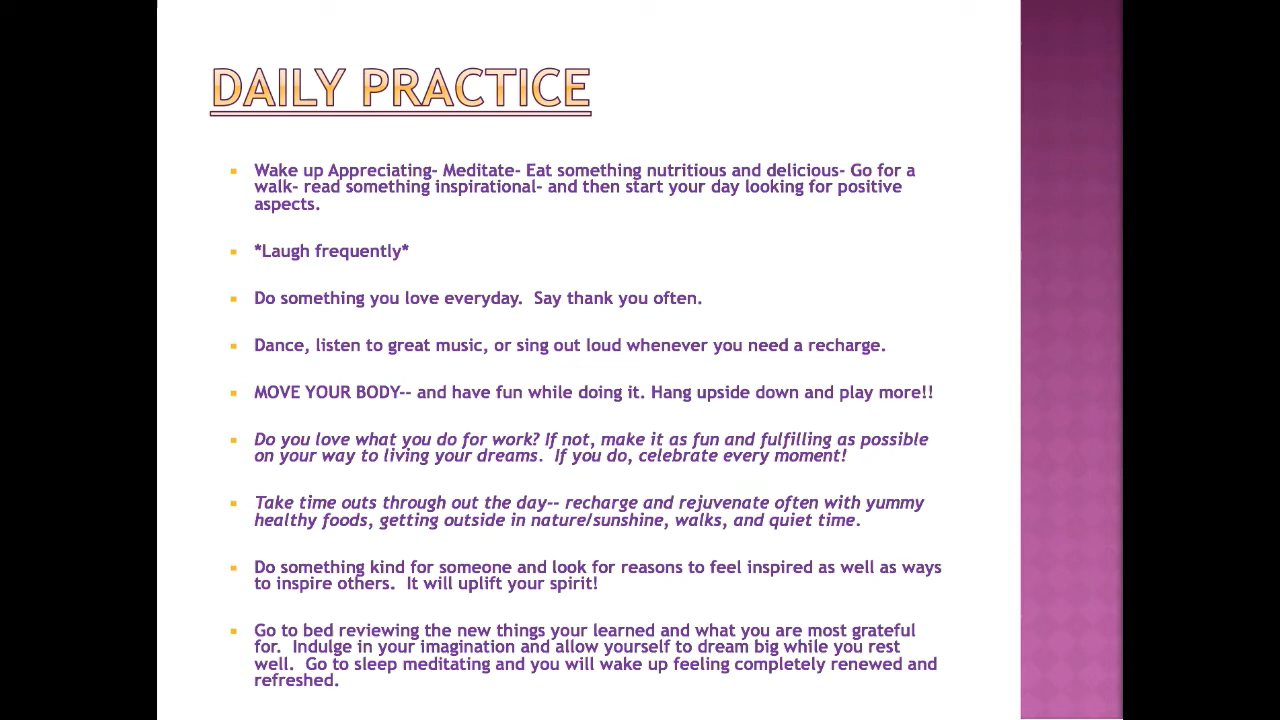 DAILY PRACTICE
Wake up Appreciating- Meditate- Eat something nutritious and delicious- Go for a
walk- read something inspirational- and then start your day looking for positive
aspects.
*Laugh frequently*
Do something you love everyday.  Say thank you often.
Dance, listen to great music, or sing out loud whenever you need a recharge.
MOVE YOUR BODY-- and have fun while doing it. Hang upside down and play more!!
Do you love what you do for work? If not, make it as fun and fulfilling as possible
on your way to living your dreams.  If you do, celebrate every moment!
Take time outs through out the day-- recharge and rejuvenate often with yummy
healthy foods, getting outside in nature/sunshine, walks, and quiet time.
Do something kind for someone and look for reasons to feel inspired as well as ways
to inspire others.  It will uplift your spirit!
Go to bed reviewing the new things your learned and what you are most grateful
for.  Indulge in your imagination and allow yourself to dream big while you rest
well.  Go to sleep meditating and you will wake up feeling completely renewed and
refreshed.